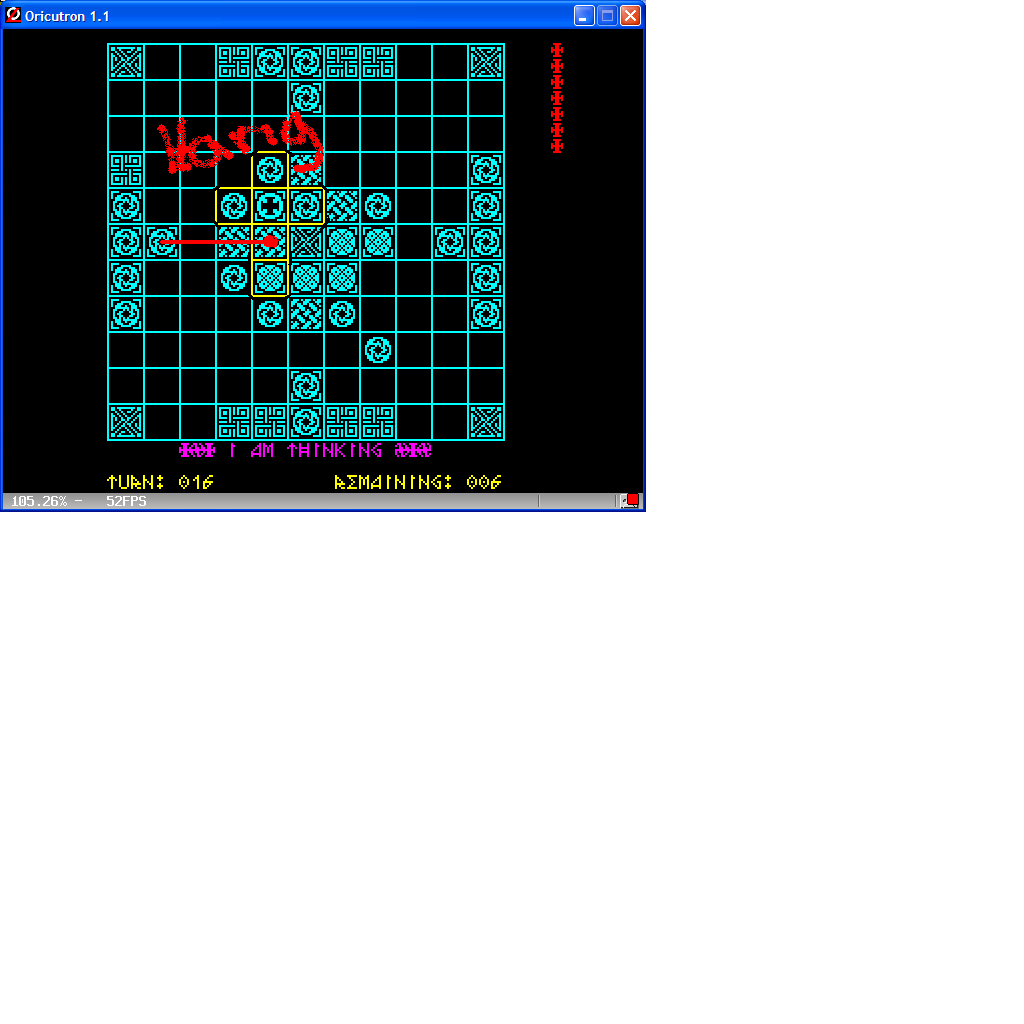 Oricutron 1.1
Wrong
I AM THINKING
TURN: 016 REMAINING: 006
105.26% - 52FPS